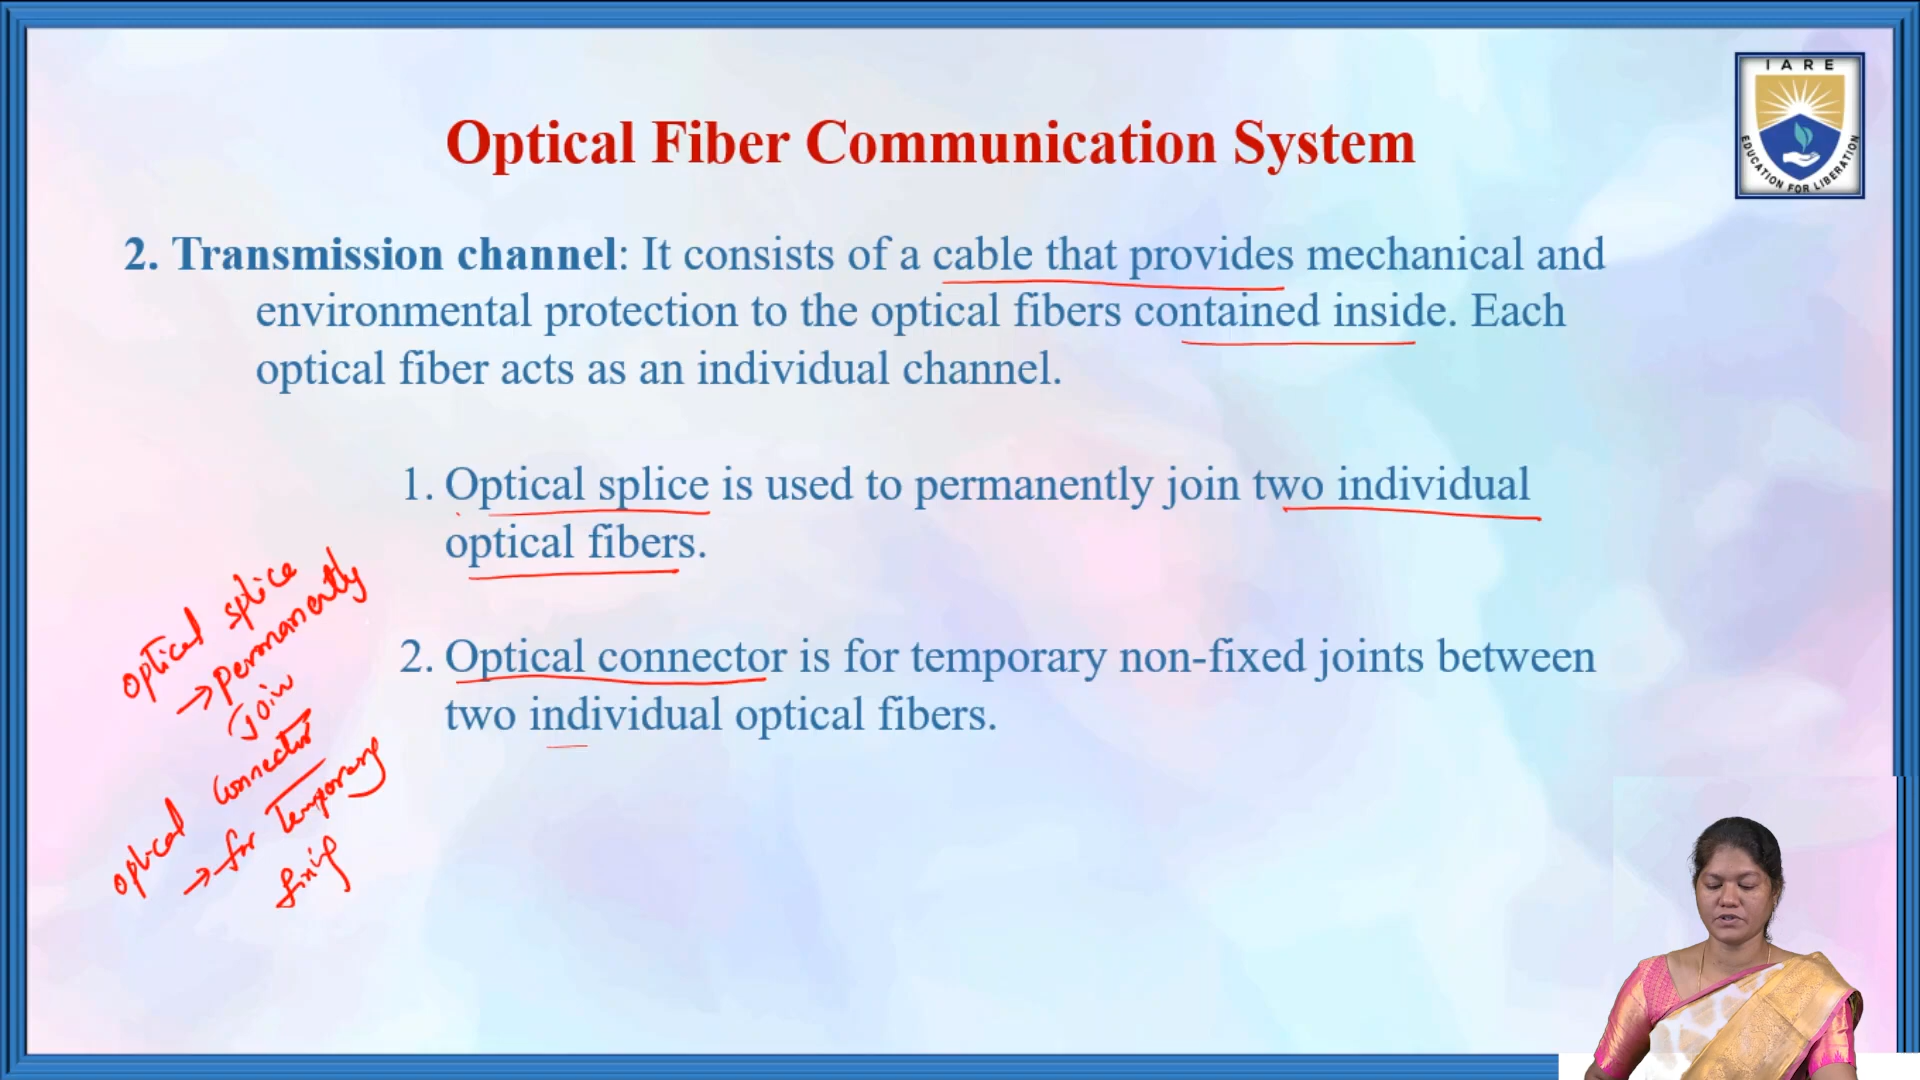 IARE
EDUCATION FOR LIBERATION
Optical Fiber Communication System
2. Transmission channel: It consists of a cable that provides mechanical and
environmental protection to the optical fibers contained inside. Each
optical fiber acts as an individual channel.
1. Optical splice is used to permanently join two individual
optical fibers.
2. Optical connector is for temporary non-fixed joints between
two individual optical fibers.
optical splice
→ permanently
Join
optical connector
→ for Temporary
fixing